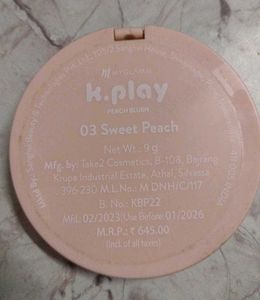 MYGLAMM
k.play
PEACH BLUSH
03 Sweet Peach
Net Wt.: 9 g
Mfg. by: Take2 Cosmetics, B-108, Bajrang
Krupa Industrial Estate, Athal, Silvassa
396 230 M.L.No.: M DNH/C/117
B. No.: KBP22
MRL 02/2023 Use Before: 01/2026
M.R.P.: ₹ 645.00
(Incl. of all taxes)